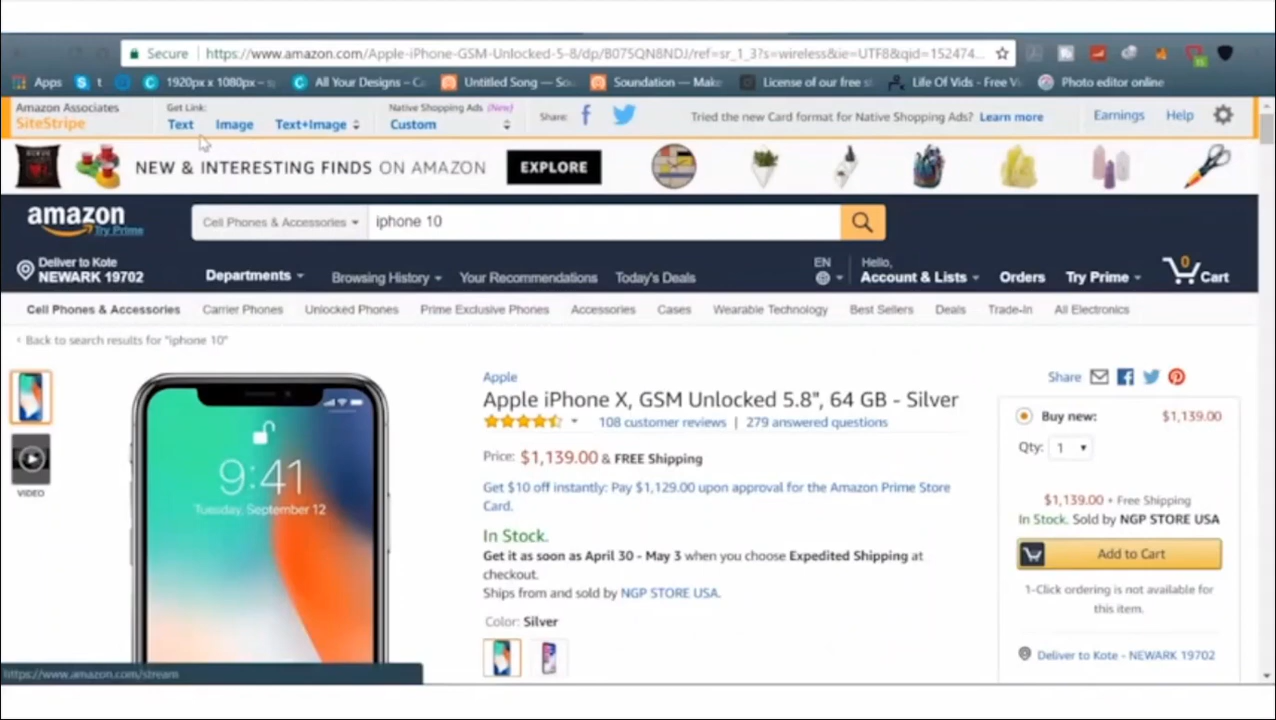 Secure https://www.amazon.com/Apple-iPhone-GSM-Unlocked-5-8/dp/B075QN8NDJ/ref=sr_1_3?s=wireless&ie=UTF8&qid=152474...
Apps t 1920px x 1080px – All Your Designs – Ca Untitled Song — So Soundation — Make License of our free st Life Of Vids - Free Vi Photo editor online
Amazon Associates
SiteStripe
Get Link:
Text Image Text+Image
Native Shopping Ads (New)
Custom
Share:
Tried the new Card format for Native Shopping Ads? Learn more
Earnings Help
NEW & INTERESTING FINDS ON AMAZON EXPLORE
amazon
Try Prime
Cell Phones & Accessories iphone 10
Deliver to Kote
NEWARK 19702
Departments Browsing History Your Recommendations Today's Deals
EN
Hello,
Account & Lists
Orders
Try Prime
0
Cart
Cell Phones & Accessories Carrier Phones Unlocked Phones Prime Exclusive Phones Accessories Cases Wearable Technology Best Sellers Deals Trade-In All Electronics
‹ Back to search results for "iphone 10"
9:41
Tuesday, September 12
VIDEO
Apple
Apple iPhone X, GSM Unlocked 5.8", 64 GB - Silver
108 customer reviews | 279 answered questions
Price: $1,139.00 & FREE Shipping
Get $10 off instantly: Pay $1,129.00 upon approval for the Amazon Prime Store
Card.
In Stock.
Get it as soon as April 30 - May 3 when you choose Expedited Shipping at
checkout.
Ships from and sold by NGP STORE USA.
Color: Silver
Share
Buy new: $1,139.00
Qty: 1
$1,139.00 + Free Shipping
In Stock. Sold by NGP STORE USA
Add to Cart
1-Click ordering is not available for
this item.
Deliver to Kote - NEWARK 19702
https://www.amazon.com/stream